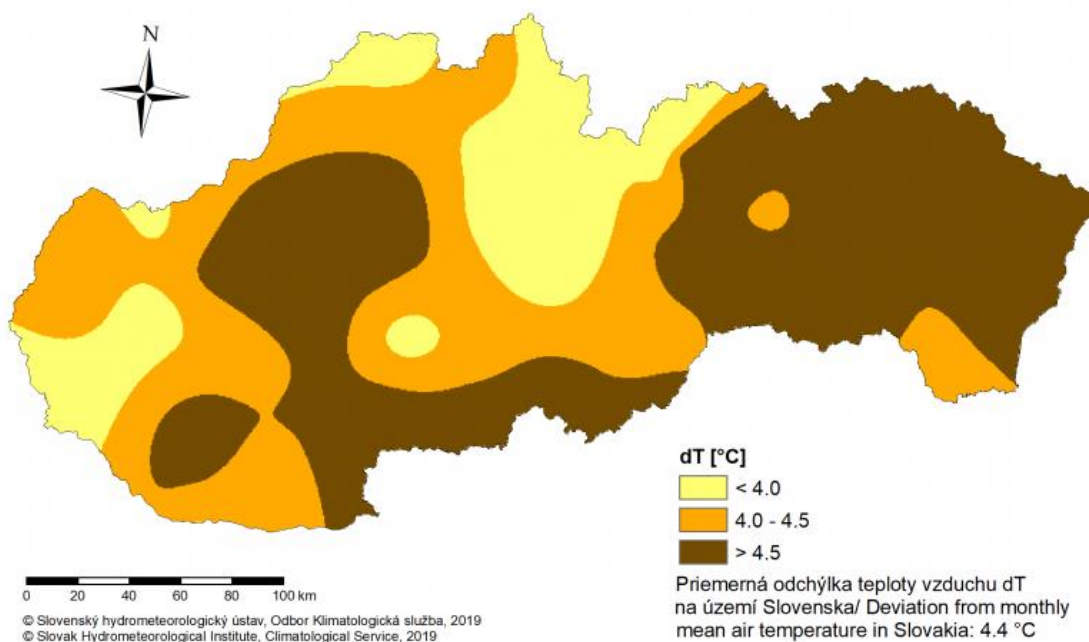 N
dT [°C]
< 4.0
4.0 - 4.5
> 4.5
0 20 40 60 80 100 km
Priemerná odchýlka teploty vzduchu dT
na území Slovenska/ Deviation from monthly
mean air temperature in Slovakia: 4.4 °C
© Slovenský hydrometeorologický ústav, Odbor Klimatologická služba, 2019
© Slovak Hydrometeorological Institute, Climatological Service, 2019